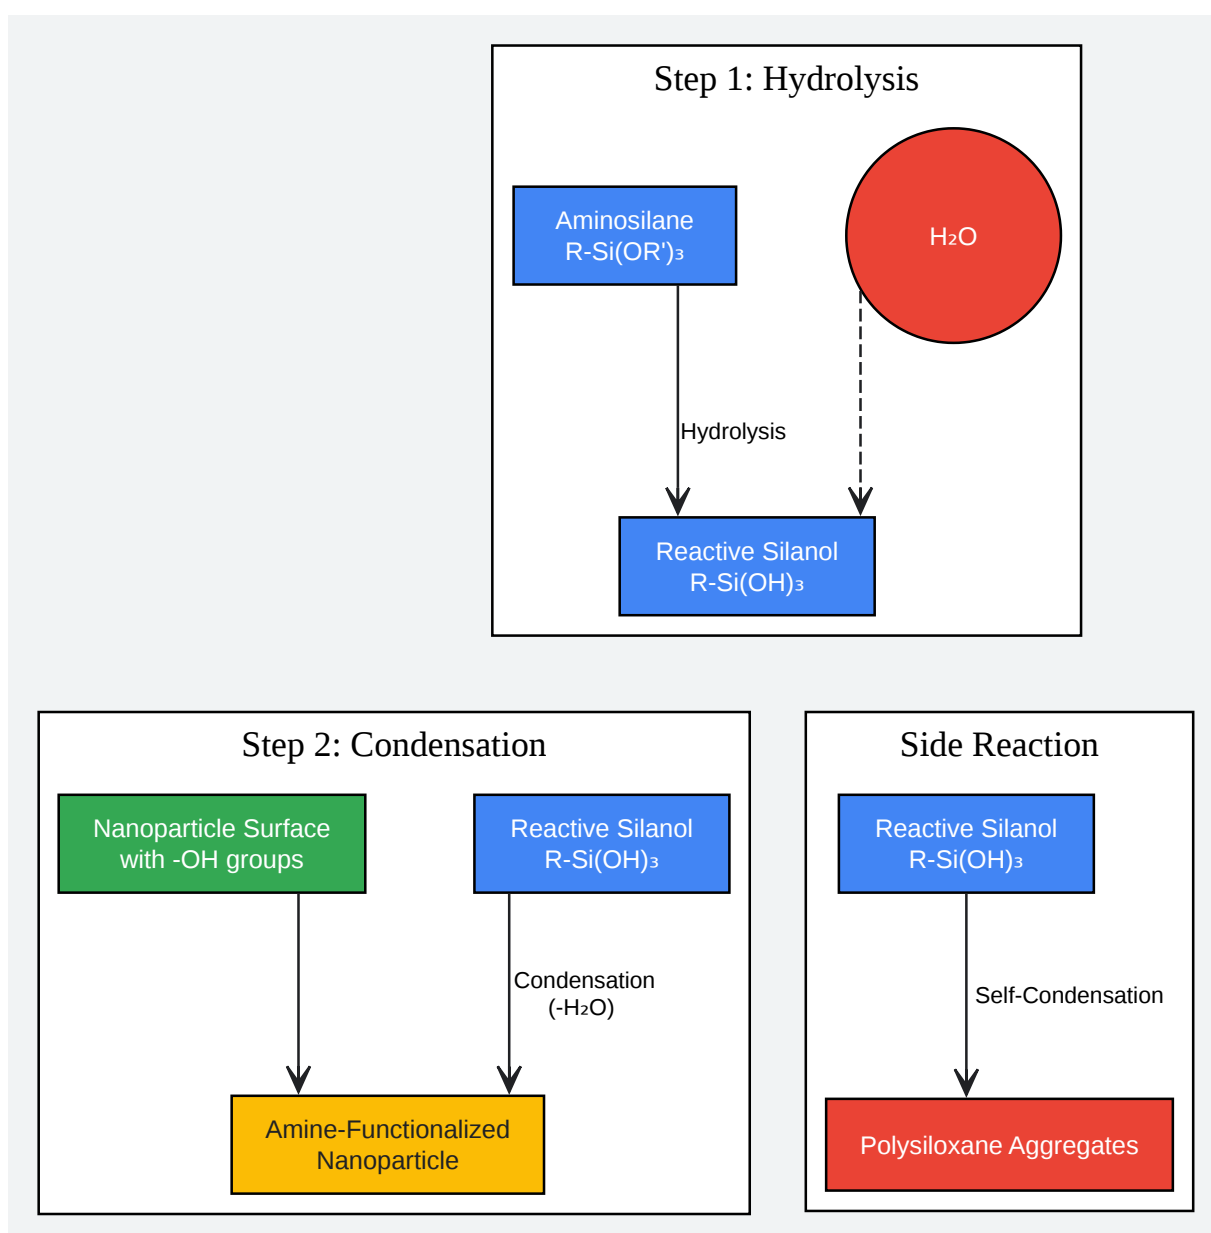 Step 1: Hydrolysis
Aminosilane
R-Si(OR')₃
H₂O
Hydrolysis
Reactive Silanol
R-Si(OH)₃
Step 2: Condensation
Nanoparticle Surface
with -OH groups
Reactive Silanol
R-Si(OH)₃
Condensation
(-H₂O)
Amine-Functionalized
Nanoparticle
Side Reaction
Reactive Silanol
R-Si(OH)₃
Self-Condensation
Polysiloxane Aggregates